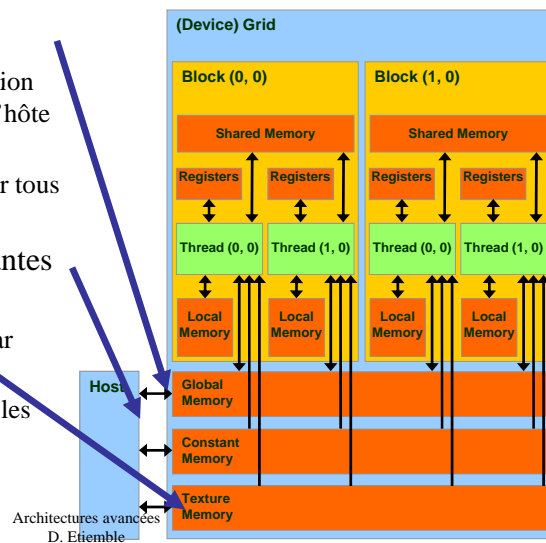 ion
'hôte
r tous
ntes
ar
les
(Device) Grid
Block (0, 0)
Block (1, 0)
Shared Memory
Shared Memory
Registers
Registers
Registers
Registers
Thread (0, 0)
Thread (1, 0)
Thread (0, 0)
Thread (1, 0)
Local
Memory
Local
Memory
Local
Memory
Local
Memory
Host
Global
Memory
Constant
Memory
Texture
Memory
Architectures avancées
D. Etiemble